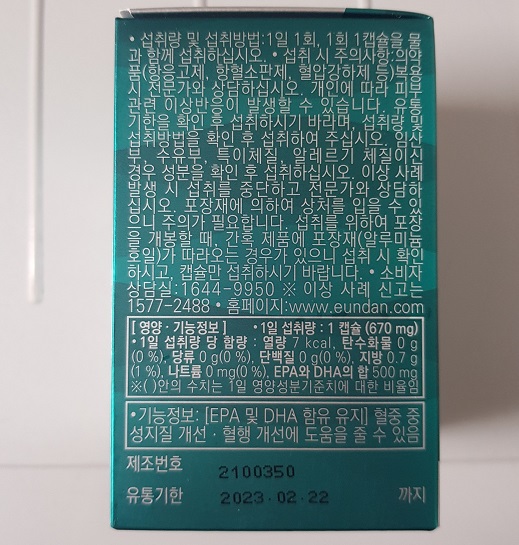 • 섭취량 및 섭취방법:1일 1회, 1회 1캡슐을 물
과 함께 섭취하십시오. • 섭취 시 주의사항:의약
품(항응고제, 항혈소판제, 혈압강하제 등)복용
시 전문가와 상담하십시오. 개인에 따라 피부
관련 이상반응이 발생할 수 있습니다. 유통
기한을 확인 후 섭취하시기 바라며, 섭취량 및
섭취방법을 확인 후 섭취하여 주십시오. 임산
부, 수유부, 특이체질, 알레르기 체질이신
경우 성분을 확인 후 섭취하십시오. 이상 사례
발생 시 섭취를 중단하고 전문가와 상담하
십시오. 포장재에 의하여 상처를 입을 수 있
으니 주의가 필요합니다. 섭취를 위하여 포장
을 개봉할 때, 간혹 제품에 포장재(알루미늄
호일)가 따라오는 경우가 있으니 섭취 시 확인
하시고, 캡슐만 섭취하시기 바랍니다. • 소비자
상담실:1644-9950 ※ 이상 사례 신고는
1577-2488 • 홈페이지:www.eundan.com
[ 영양 · 기능정보 ] •1일 섭취량 : 1 캡슐 (670 mg)
•1일 섭취량 당 함량 : 열량 7 kcal, 탄수화물 0 g
(0 %), 당류 0 g(0 %), 단백질 0 g(0 %), 지방 0.7 g
(1 %), 나트륨 0 mg(0 %), EPA와 DHA의 합 500 mg
※( )안의 수치는 1일 영양성분기준치에 대한 비율임
•기능정보: [EPA 및 DHA 함유 유지] 혈중 중
성지질 개선 · 혈행 개선에 도움을 줄 수 있음
제조번호 2100350
유통기한 2023.02.22 까지